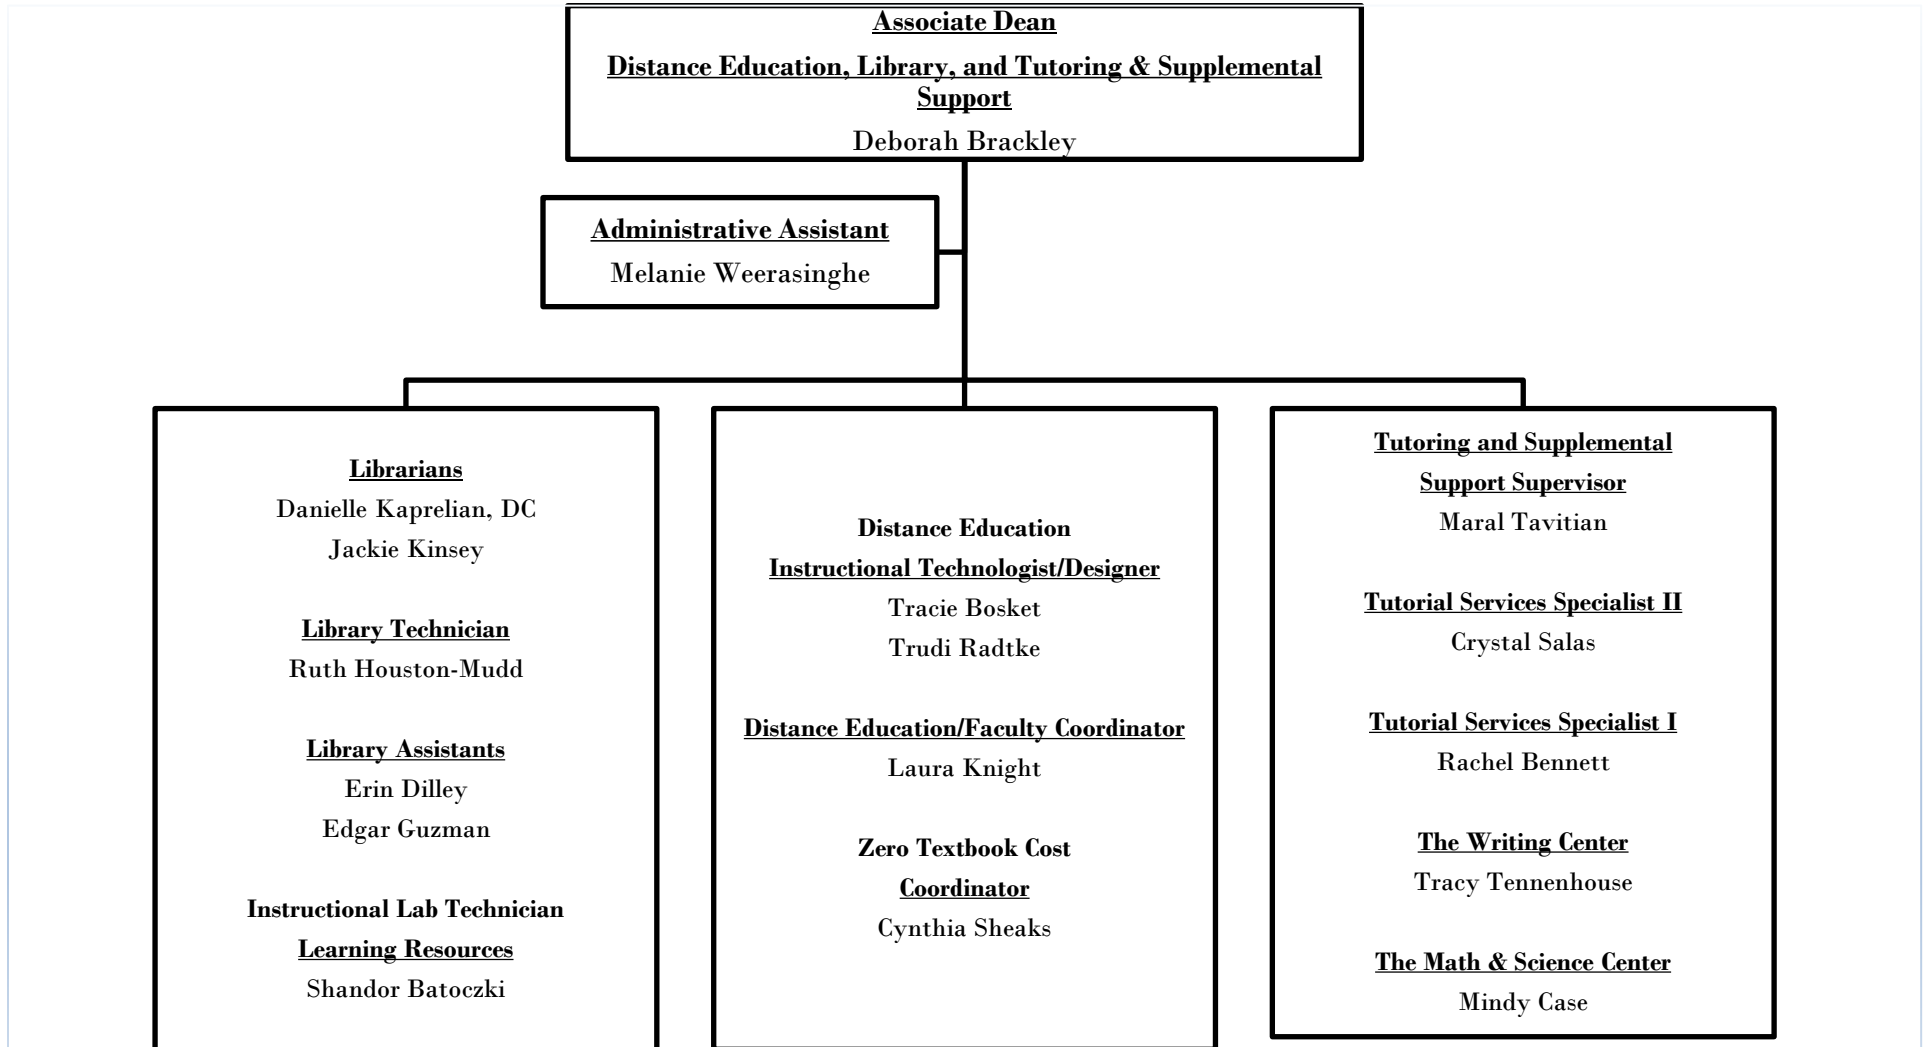 Associate Dean
Distance Education, Library, and Tutoring & Supplemental
Support
Deborah Brackley
Administrative Assistant
Melanie Weerasinghe
Librarians
Danielle Kaprelian, DC
Jackie Kinsey
Library Technician
Ruth Houston-Mudd
Library Assistants
Erin Dilley
Edgar Guzman
Instructional Lab Technician
Learning Resources
Shandor Batoczki
Distance Education
Instructional Technologist/Designer
Tracie Bosket
Trudi Radtke
Distance Education/Faculty Coordinator
Laura Knight
Zero Textbook Cost
Coordinator
Cynthia Sheaks
Tutoring and Supplemental
Support Supervisor
Maral Tavitian
Tutorial Services Specialist II
Crystal Salas
Tutorial Services Specialist I
Rachel Bennett
The Writing Center
Tracy Tennenhouse
The Math & Science Center
Mindy Case